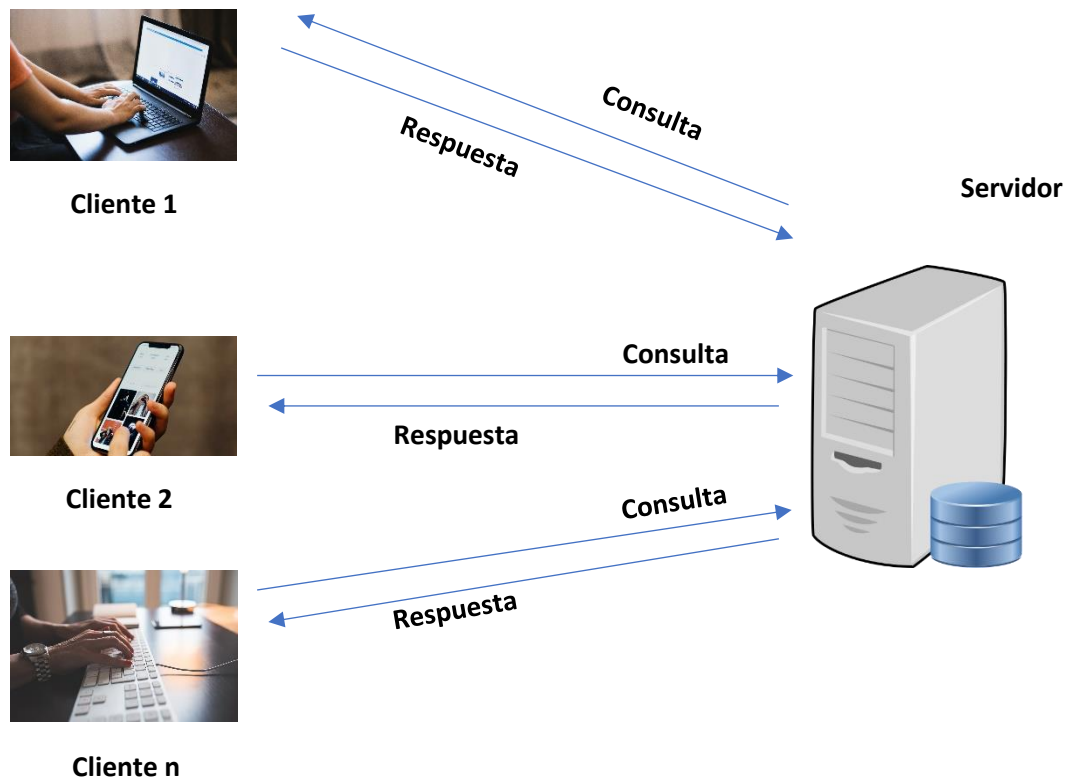 Consulta
Respuesta
Cliente 1
Servidor
Consulta
Respuesta
Cliente 2
Consulta
Respuesta
Cliente n